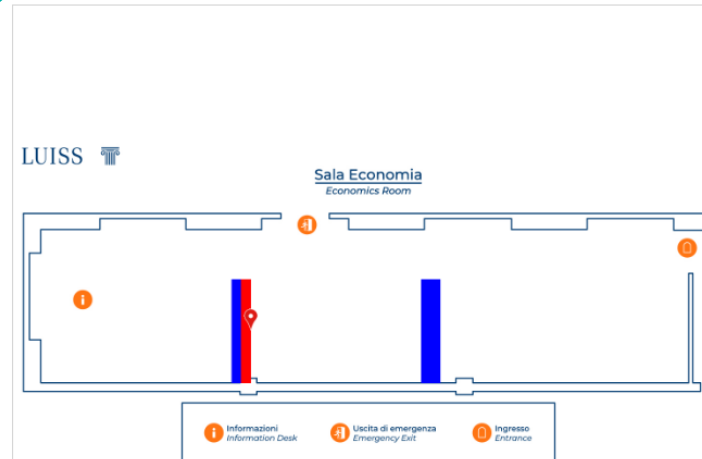 LUISS
Sala Economia
Economics Room
Informazioni
Information Desk
Uscita di emergenza
Emergency Exit
Ingresso
Entrance